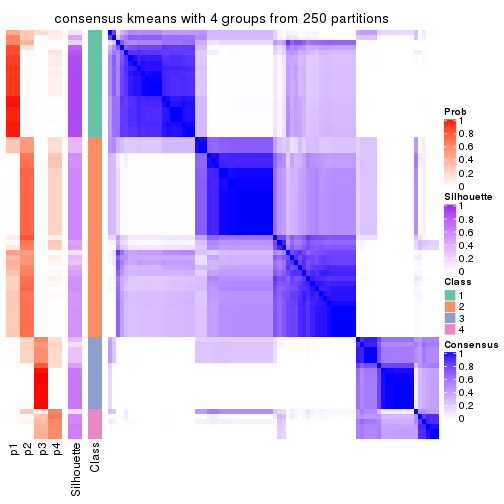 consensus kmeans with 4 groups from 250 partitions
Prob
1
0.8
0.6
0.4
0.2
0
Silhouette
1
0.8
0.6
0.4
0.2
0
Class
1
2
3
4
Consensus
1
0.8
0.6
0.4
0.2
0
p1
p2
p3
p4
Silhouette
Class